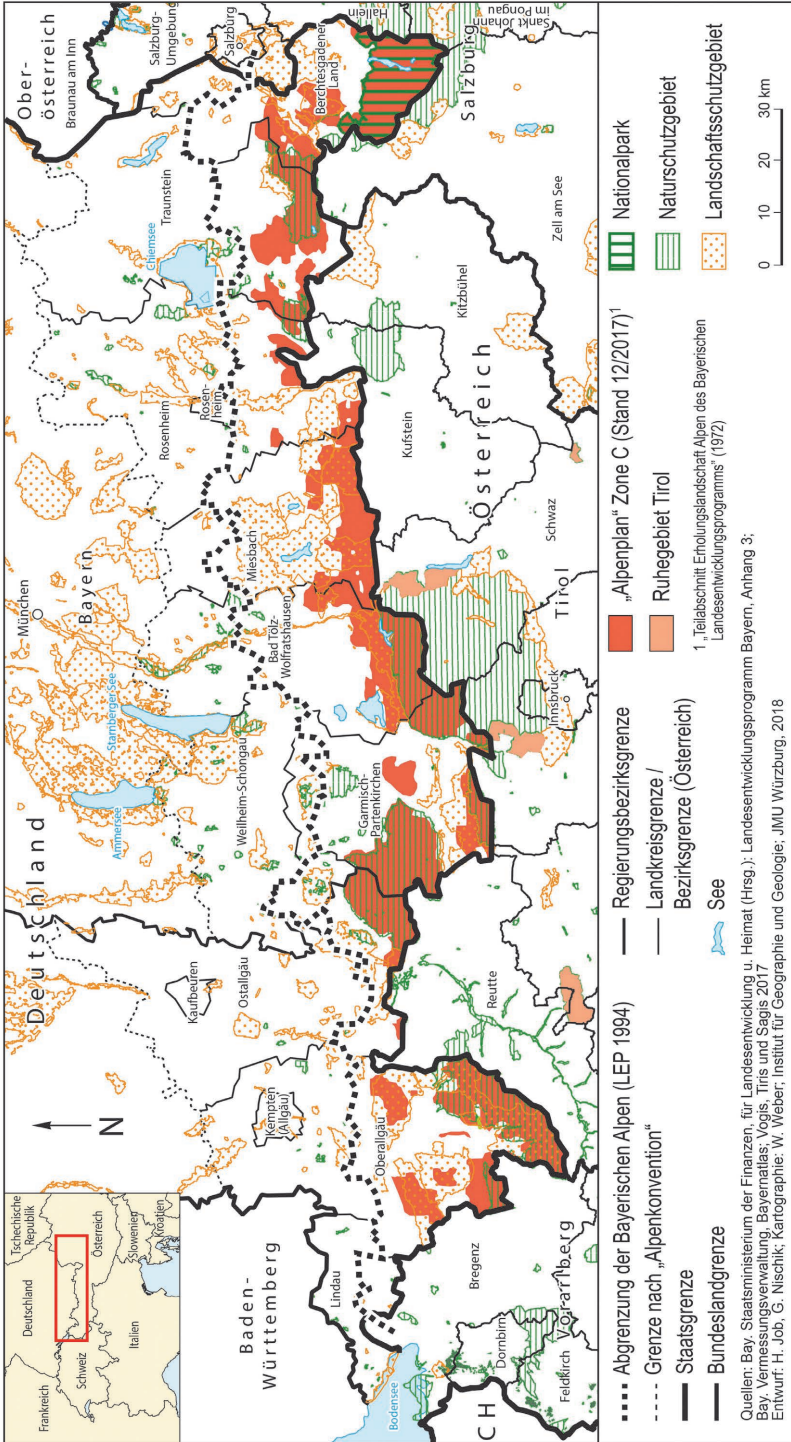 Deutschland
Tschechische
Republik
Frankreich
Schweiz
Österreich
Italien
Slowenien
Kroatien
N
Deutschland
Bayern
München
Ober-
österreich
Braunau am Inn
Salzburg-
Umgebung
Salzburg
Hallein
Sankt Johann
im Pongau
Baden-
Württemberg
Lindau
Bodensee
CH
Kempten
(Allgäu)
Kaufbeuren
Ostallgäu
Oberallgäu
Ammersee
Starnberger See
Weilheim-Schongau
Garmisch-
Partenkirchen
Bad Tölz-
Wolfratshausen
Miesbach
Rosenheim
Rosen-
heim
Chiemsee
Traunstein
Berchtesgadener
Land
Salzburg
Bregenz
Dornbirn
Feldkirch
Vorarlberg
Reutte
Innsbruck
Tirol
Schwaz
Kufstein
Österreich
Kitzbühel
Zell am See
Abgrenzung der Bayerischen Alpen (LEP 1994)
Grenze nach „Alpenkonvention"
Staatsgrenze
Bundeslandgrenze
Regierungsbezirksgrenze
Landkreisgrenze /
Bezirksgrenze (Österreich)
See
„Alpenplan" Zone C (Stand 12/2017)1
Ruhegebiet Tirol
1 „Teilabschnitt Erholungslandschaft Alpen des Bayerischen
Landesentwicklungsprogramms" (1972)
Nationalpark
Naturschutzgebiet
Landschaftsschutzgebiet
0 10 20 30 km
Quellen: Bay. Staatsministerium der Finanzen, für Landesentwicklung u. Heimat (Hrsg.): Landesentwicklungsprogramm Bayern, Anhang 3;
Bay. Vermessungsverwaltung, Bayernatlas; Vogis, Tiris und Sagis 2017
Entwurf: H. Job, G. Nischik; Kartographie: W. Weber; Institut für Geographie und Geologie, JMU Würzburg, 2018